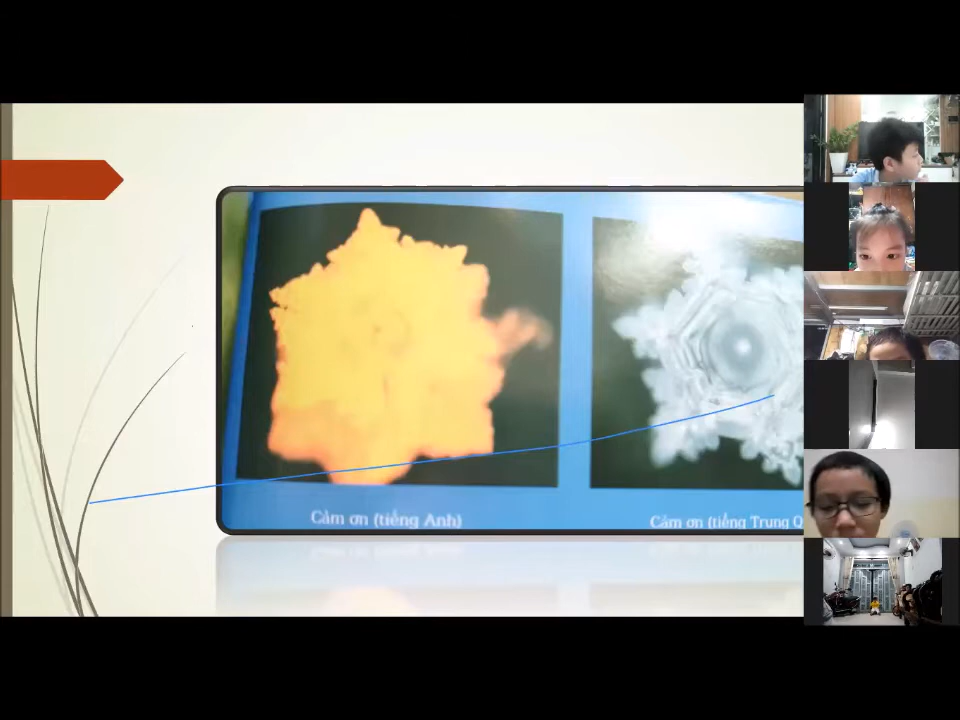 Cảm ơn (tiếng Anh)
Cảm ơn (tiếng Trung Q